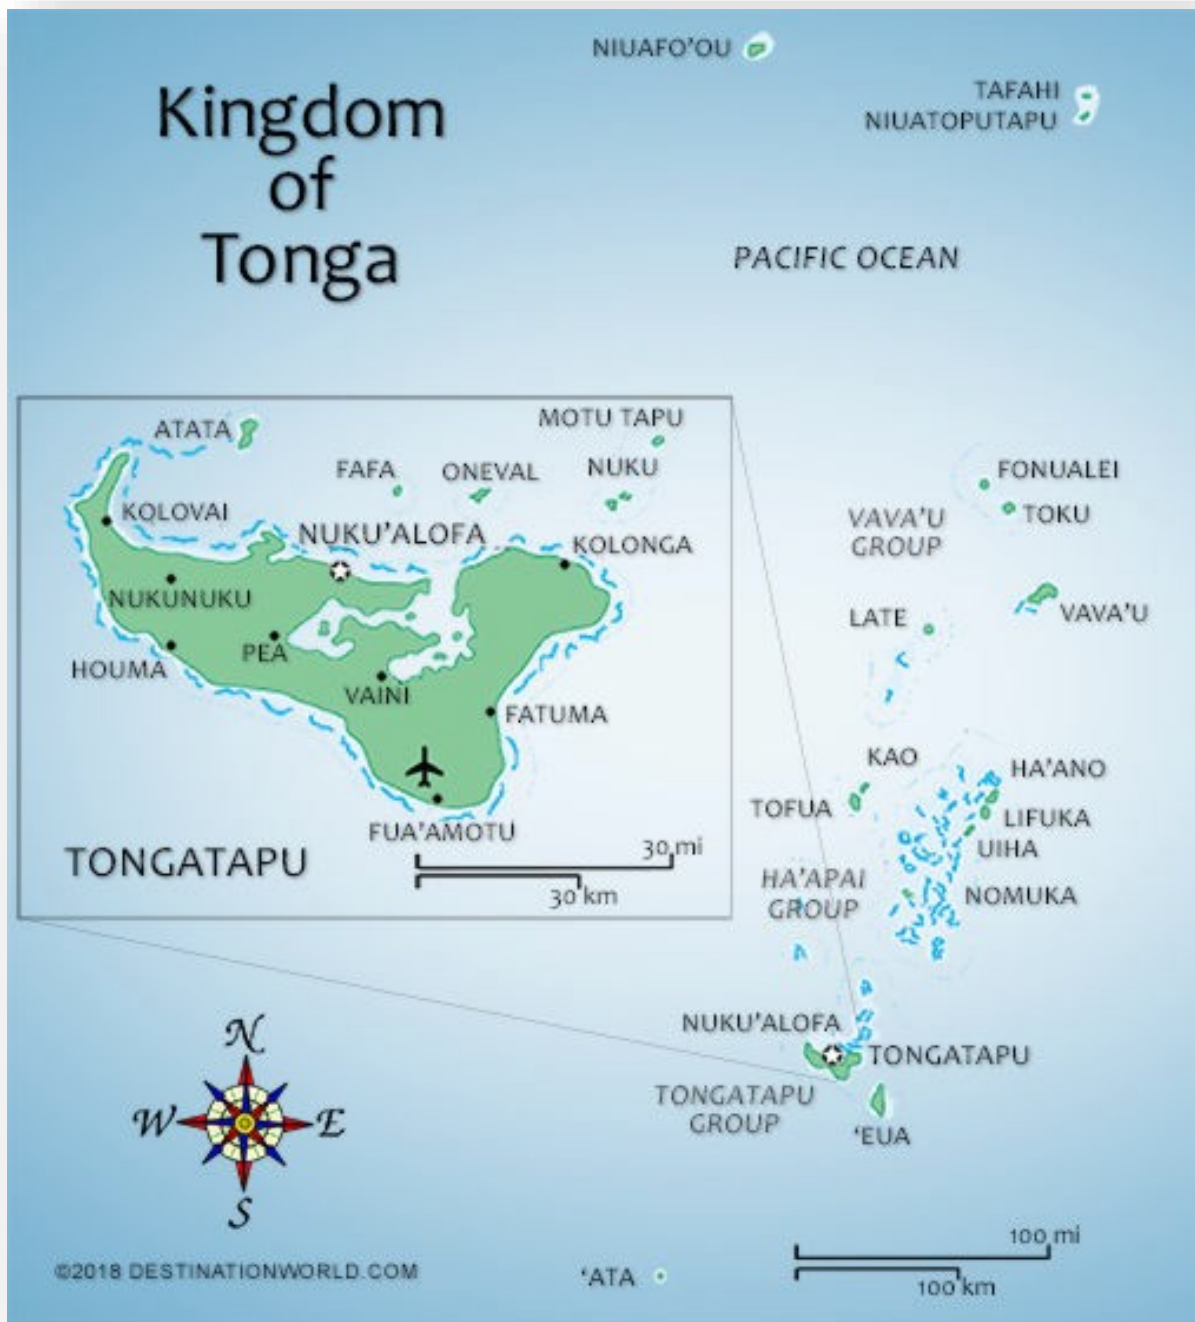 NIUAFO'OU
TAFAHI
NIUATOPUTAPU
Kingdom
of
Tonga
PACIFIC OCEAN
ATATA
MOTU TAPU
FAFA
ONEVAL
NUKU
KOLOVAI
NUKU'ALOFA
KOLONGA
NUKUNUKU
PEA
HOUMA
VAINI
FATUMA
FUA'AMOTU
TONGATAPU
30 mi
30 km
FONUALEI
TOKU
VAVA'U
GROUP
LATE
VAVA'U
KAO
HA'ANO
TOFUA
LIFUKA
UIHA
HA'APAI
GROUP
NOMUKA
NUKU'ALOFA
TONGATAPU
TONGATAPU
GROUP
'EUA
N
W
E
S
100 mi
100 km
©2018 DESTINATIONWORLD.COM
'ATA